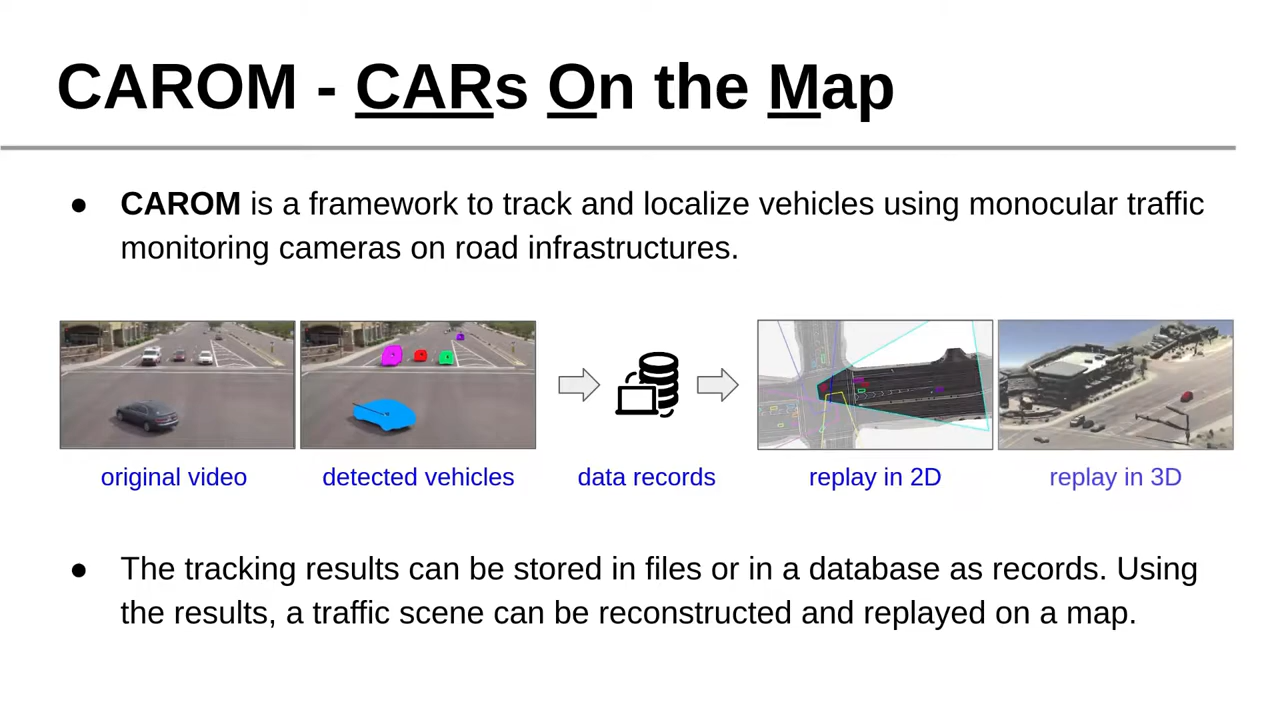 CAROM - CARs On the Map
● CAROM is a framework to track and localize vehicles using monocular traffic
monitoring cameras on road infrastructures.
original video
detected vehicles
data records
replay in 2D
replay in 3D
● The tracking results can be stored in files or in a database as records. Using
the results, a traffic scene can be reconstructed and replayed on a map.